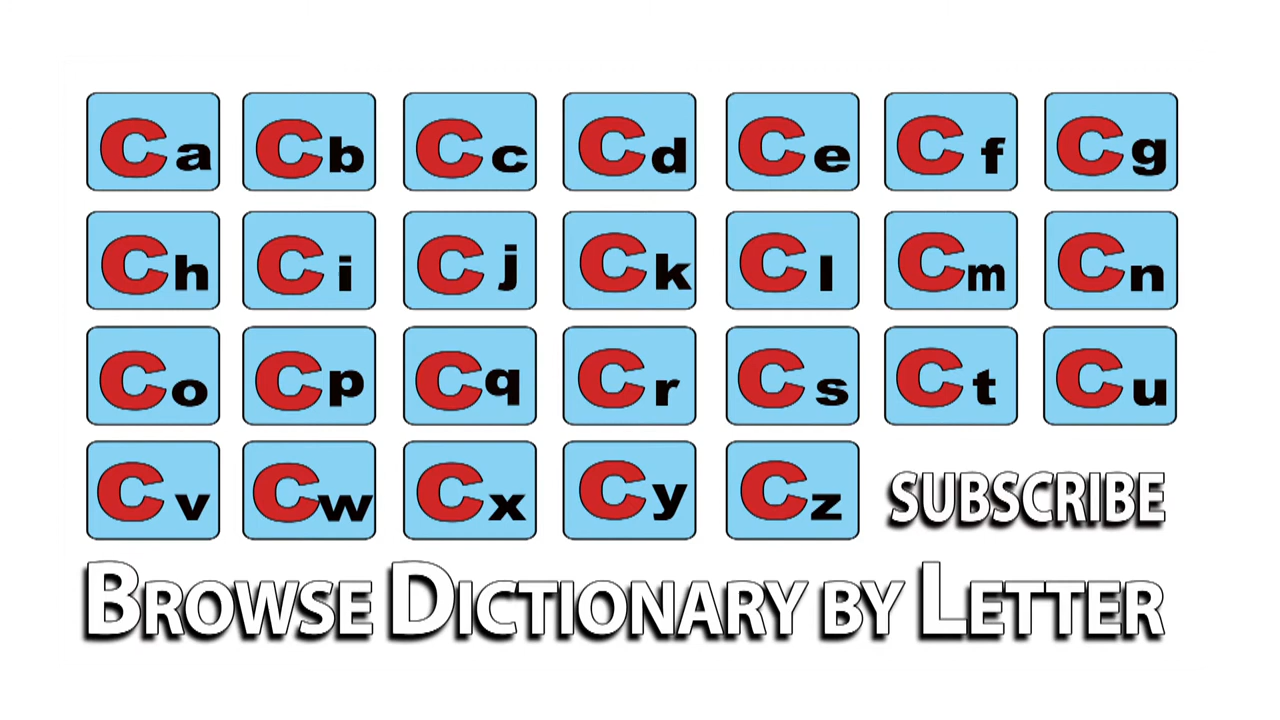 Ca Cb Cc Cd Ce Cf Cg
Ch Ci Cj Ck Cl Cm Cn
Co Cp Cq Cr Cs Ct Cu
Cv Cw Cx Cy Cz SUBSCRIBE
BROWSE DICTIONARY BY LETTER